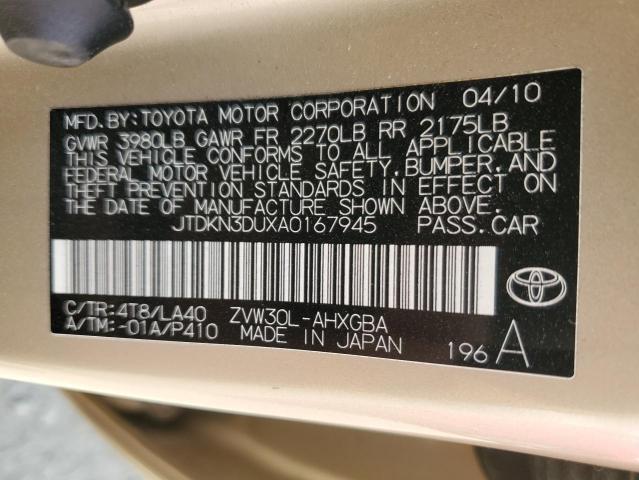 MFD. BY: TOYOTA MOTOR CORPORATION 04/10
GVWR 3980LB GAWR FR 2270LB RR 2175LB
THIS VEHICLE CONFORMS TO ALL APPLICABLE
FEDERAL MOTOR VEHICLE SAFETY, BUMPER, AND
THEFT PREVENTION STANDARDS IN EFFECT ON
THE DATE OF MANUFACTURE SHOWN ABOVE.
JTDKN3DUXA0167945 PASS. CAR
C/TR: 4T8/LA40 ZVW30L-AHXGBA
A/TM: -01A/P410 MADE IN JAPAN 196 A